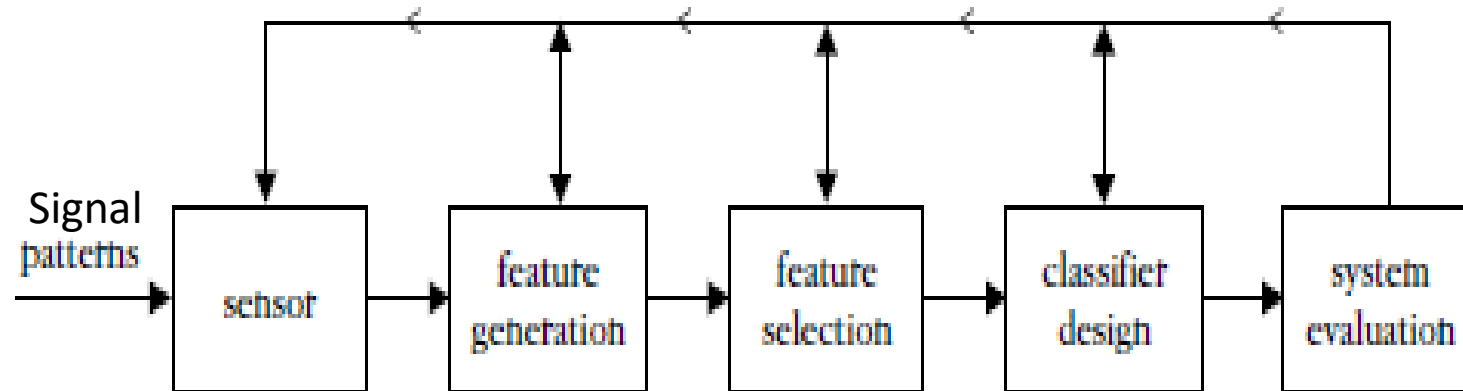 Signal
patterns
sensor
feature
generation
feature
selection
classifier
design
system
evaluation